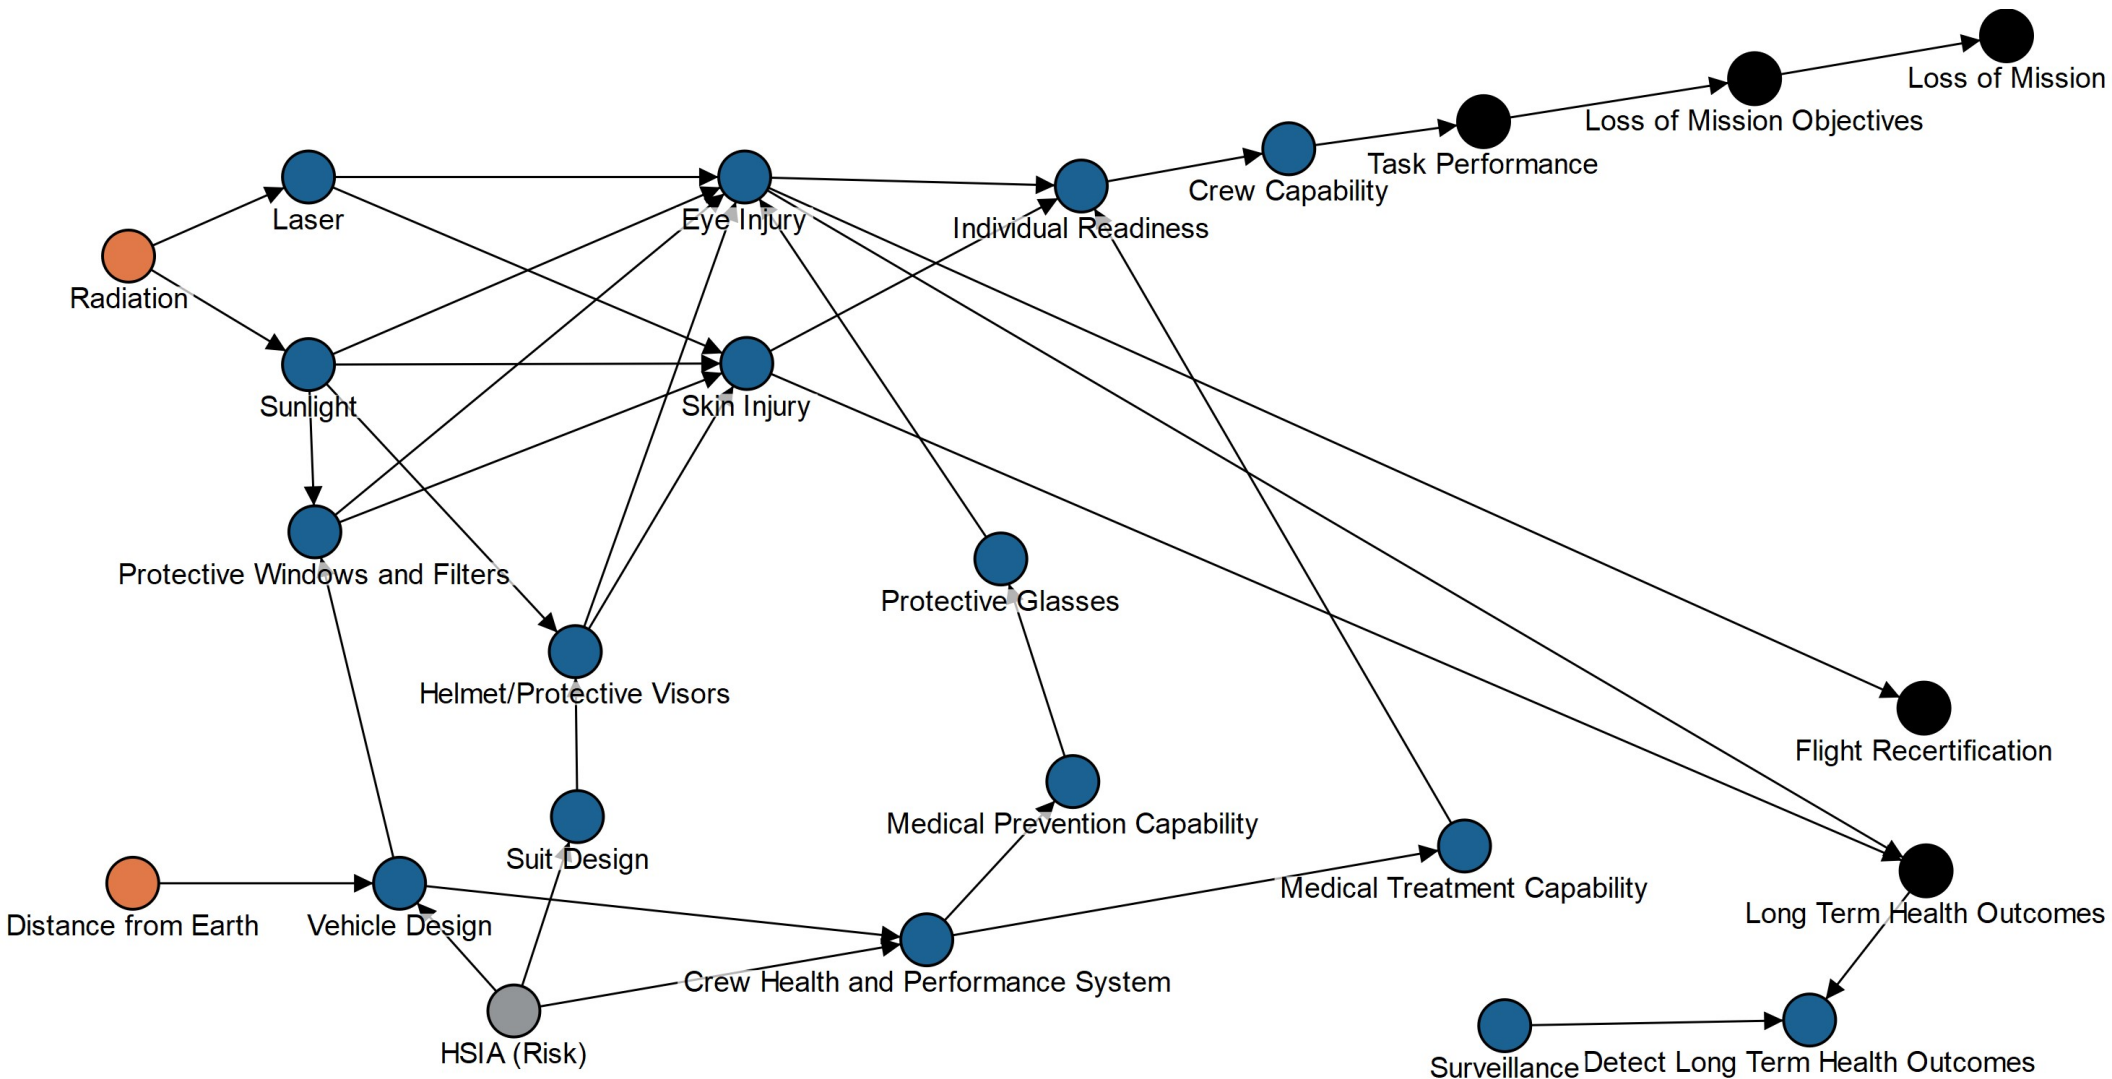 Loss of Mission
Loss of Mission Objectives
Task Performance
Crew Capability
Laser
Eye Injury
Individual Readiness
Radiation
Sunlight
Skin Injury
Protective Windows and Filters
Protective Glasses
Helmet/Protective Visors
Flight Recertification
Medical Prevention Capability
Suit Design
Medical Treatment Capability
Long Term Health Outcomes
Distance from Earth
Vehicle Design
Crew Health and Performance System
HSIA (Risk)
Surveillance
Detect Long Term Health Outcomes